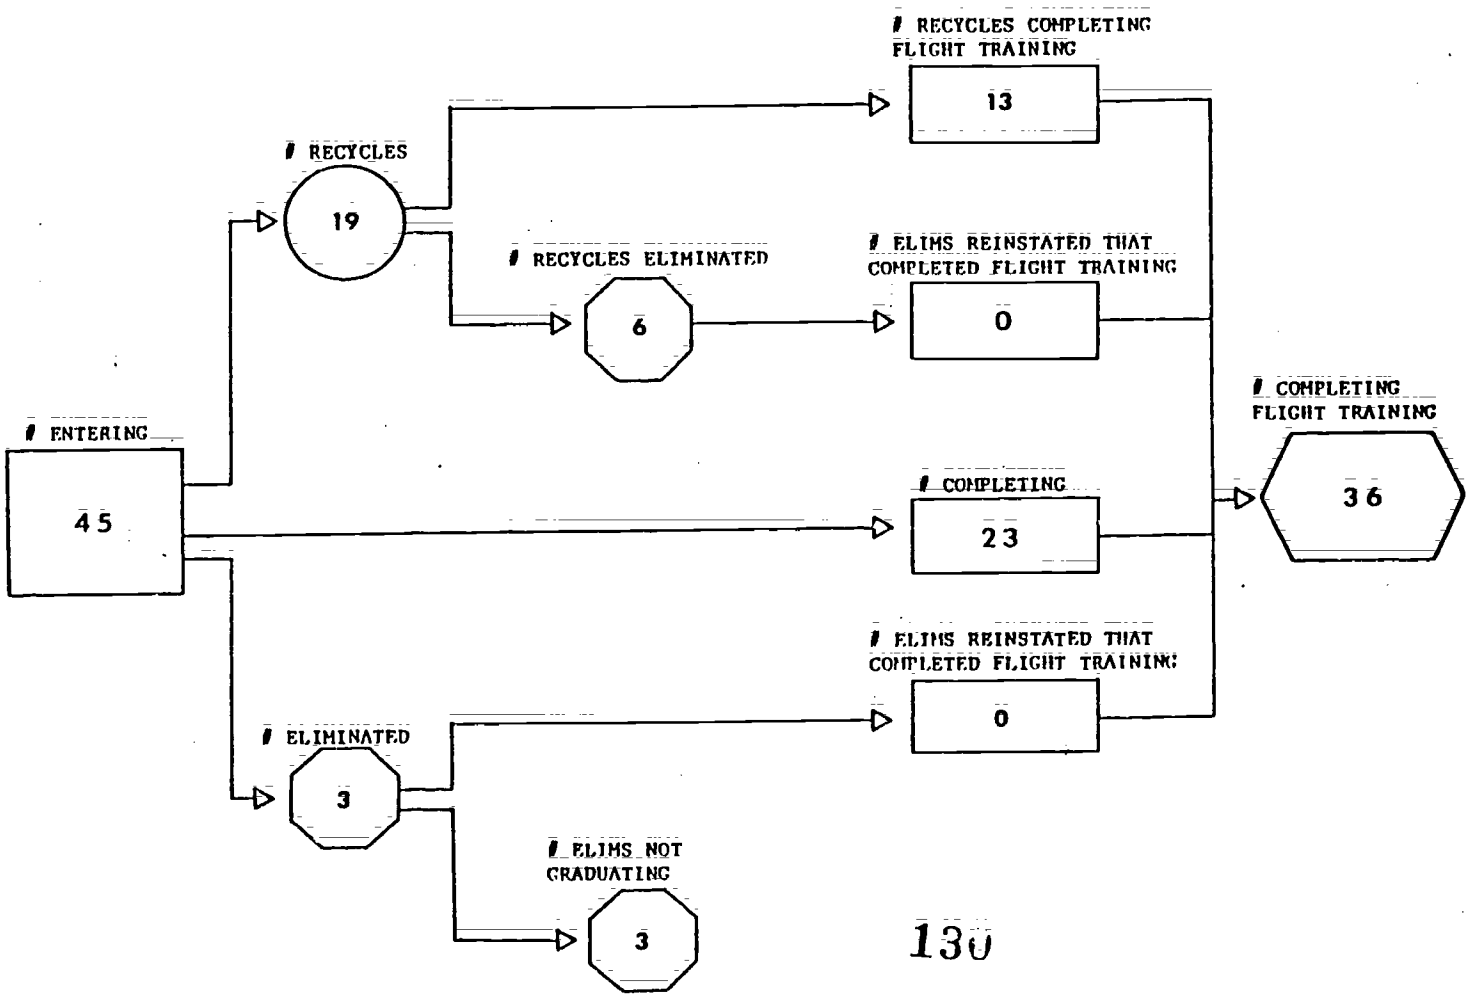 # RECYCLES COMPLETING
FLIGHT TRAINING
13
# RECYCLES
19
# RECYCLES ELIMINATED
6
# ELIMS REINSTATED THAT
COMPLETED FLIGHT TRAINING
0
# ENTERING
45
# COMPLETING
23
# COMPLETING
FLIGHT TRAINING
36
# ELIMINATED
3
# ELIMS REINSTATED THAT
COMPLETED FLIGHT TRAINING
0
# ELIMS NOT
GRADUATING
3
130